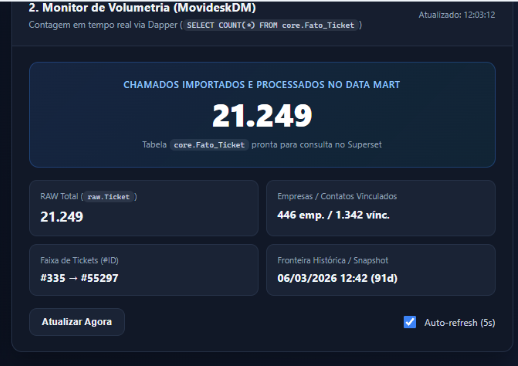 2. Monitor de Volumetria (MovideskDM)
Atualizado: 12:03:12
Contagem em tempo real via Dapper ( SELECT COUNT(*) FROM core.Fato_Ticket )
CHAMADOS IMPORTADOS E PROCESSADOS NO DATA MART
21.249
Tabela core.Fato_Ticket pronta para consulta no Superset
RAW Total ( raw.Ticket )
21.249
Empresas / Contatos Vinculados
446 emp. / 1.342 vínc.
Faixa de Tickets (#ID)
#335 → #55297
Fronteira Histórica / Snapshot
06/03/2026 12:42 (91d)
Atualizar Agora
Auto-refresh (5s)